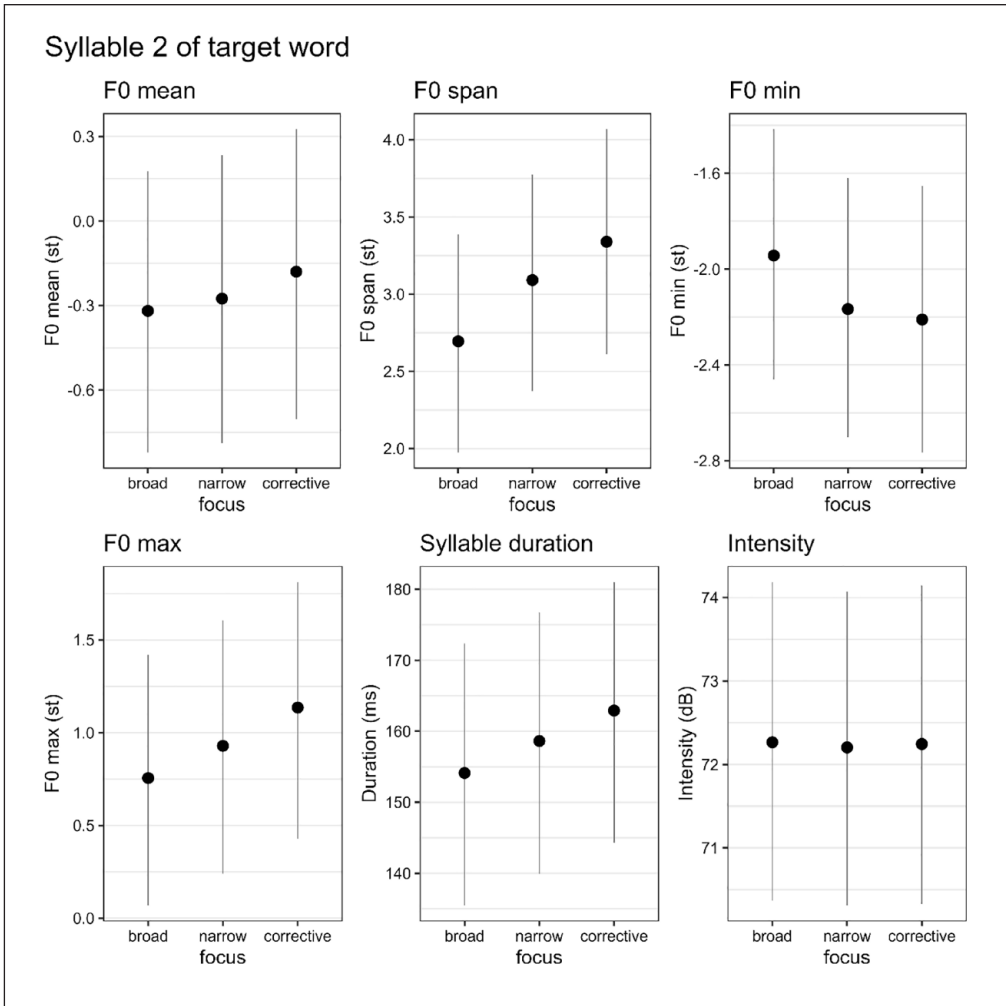 Syllable 2 of target word
F0 mean
F0 mean (st)
0.3
0.0
-0.3
-0.6
broad narrow corrective
focus
F0 span
F0 span (st)
4.0
3.5
3.0
2.5
2.0
broad narrow corrective
focus
F0 min
F0 min (st)
-1.6
-2.0
-2.4
-2.8
broad narrow corrective
focus
F0 max
F0 max (st)
1.5
1.0
0.5
0.0
broad narrow corrective
focus
Syllable duration
Duration (ms)
180
170
160
150
140
broad narrow corrective
focus
Intensity
Intensity (dB)
74
73
72
71
broad narrow corrective
focus